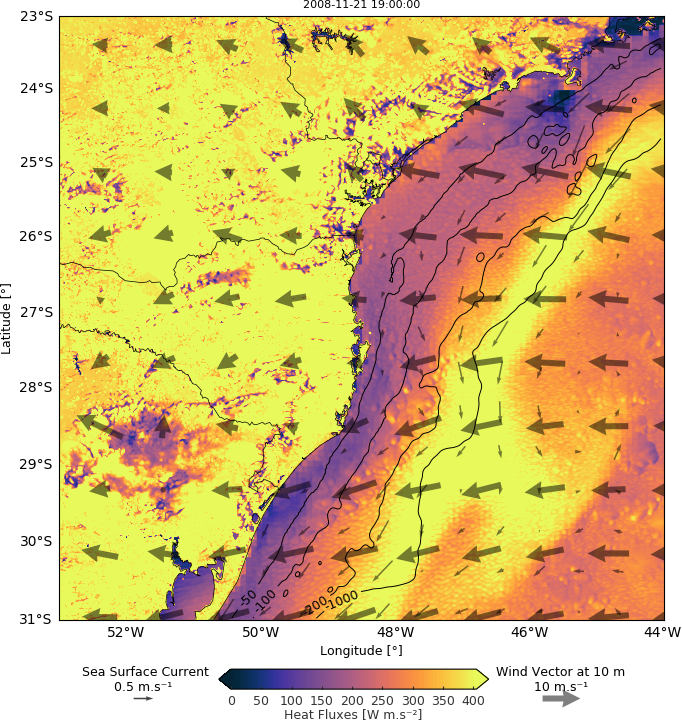 2008-11-21 19:00:00
23°S
24°S
25°S
26°S
27°S
28°S
29°S
30°S
31°S
Latitude [°]
-50
-100
-200
-1000
52°W 50°W 48°W 46°W 44°W
Longitude [°]
Sea Surface Current
0.5 m.s⁻¹
Wind Vector at 10 m
10 m.s⁻¹
0 50 100 150 200 250 300 350 400
Heat Fluxes [W m.s⁻²]